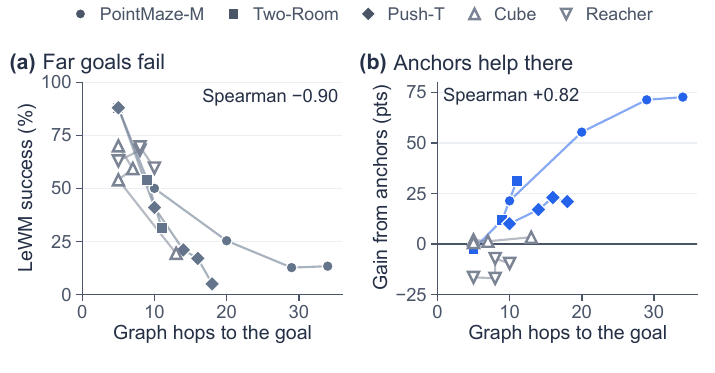 PointMaze-M Two-Room Push-T Cube Reacher
(a) Far goals fail
Spearman −0.90
100
75
50
25
0
LeWM success (%)
0 10 20 30
Graph hops to the goal
(b) Anchors help there
Spearman +0.82
75
50
25
0
−25
Gain from anchors (pts)
0 10 20 30
Graph hops to the goal